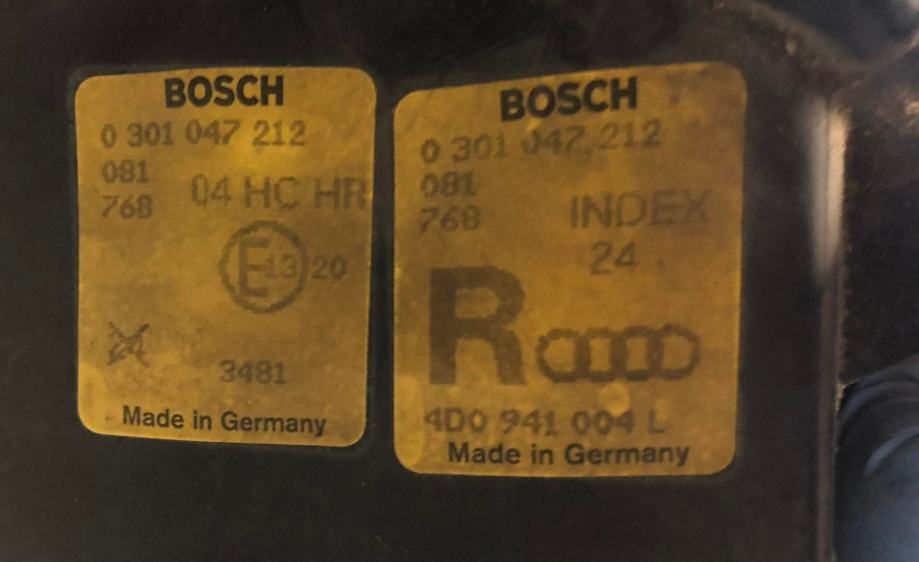 BOSCH
0 301 047 212
081
768
04 HC HR
E 13 20
3481
Made in Germany
BOSCH
0 301 047 212
081
768
INDEX
24
R
4D0 941 004 L
Made in Germany